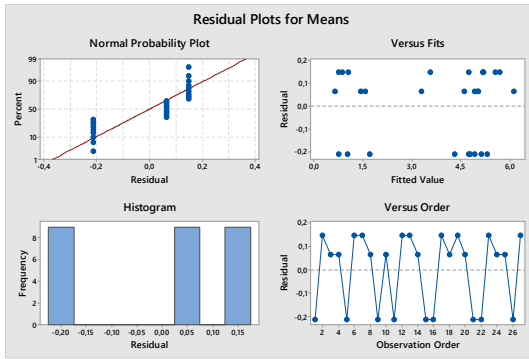 Residual Plots for Means
Normal Probability Plot
99
90
50
10
1
Percent
-0,4 -0,2 0,0 0,2 0,4
Residual
Versus Fits
0,2
0,1
0,0
-0,1
-0,2
Residual
0,0 1,5 3,0 4,5 6,0
Fitted Value
Histogram
8
6
4
2
0
Frequency
-0,20 -0,15 -0,10 -0,05 0,00 0,05 0,10 0,15
Residual
Versus Order
0,2
0,1
0,0
-0,1
-0,2
Residual
2 4 6 8 10 12 14 16 18 20 22 24 26
Observation Order